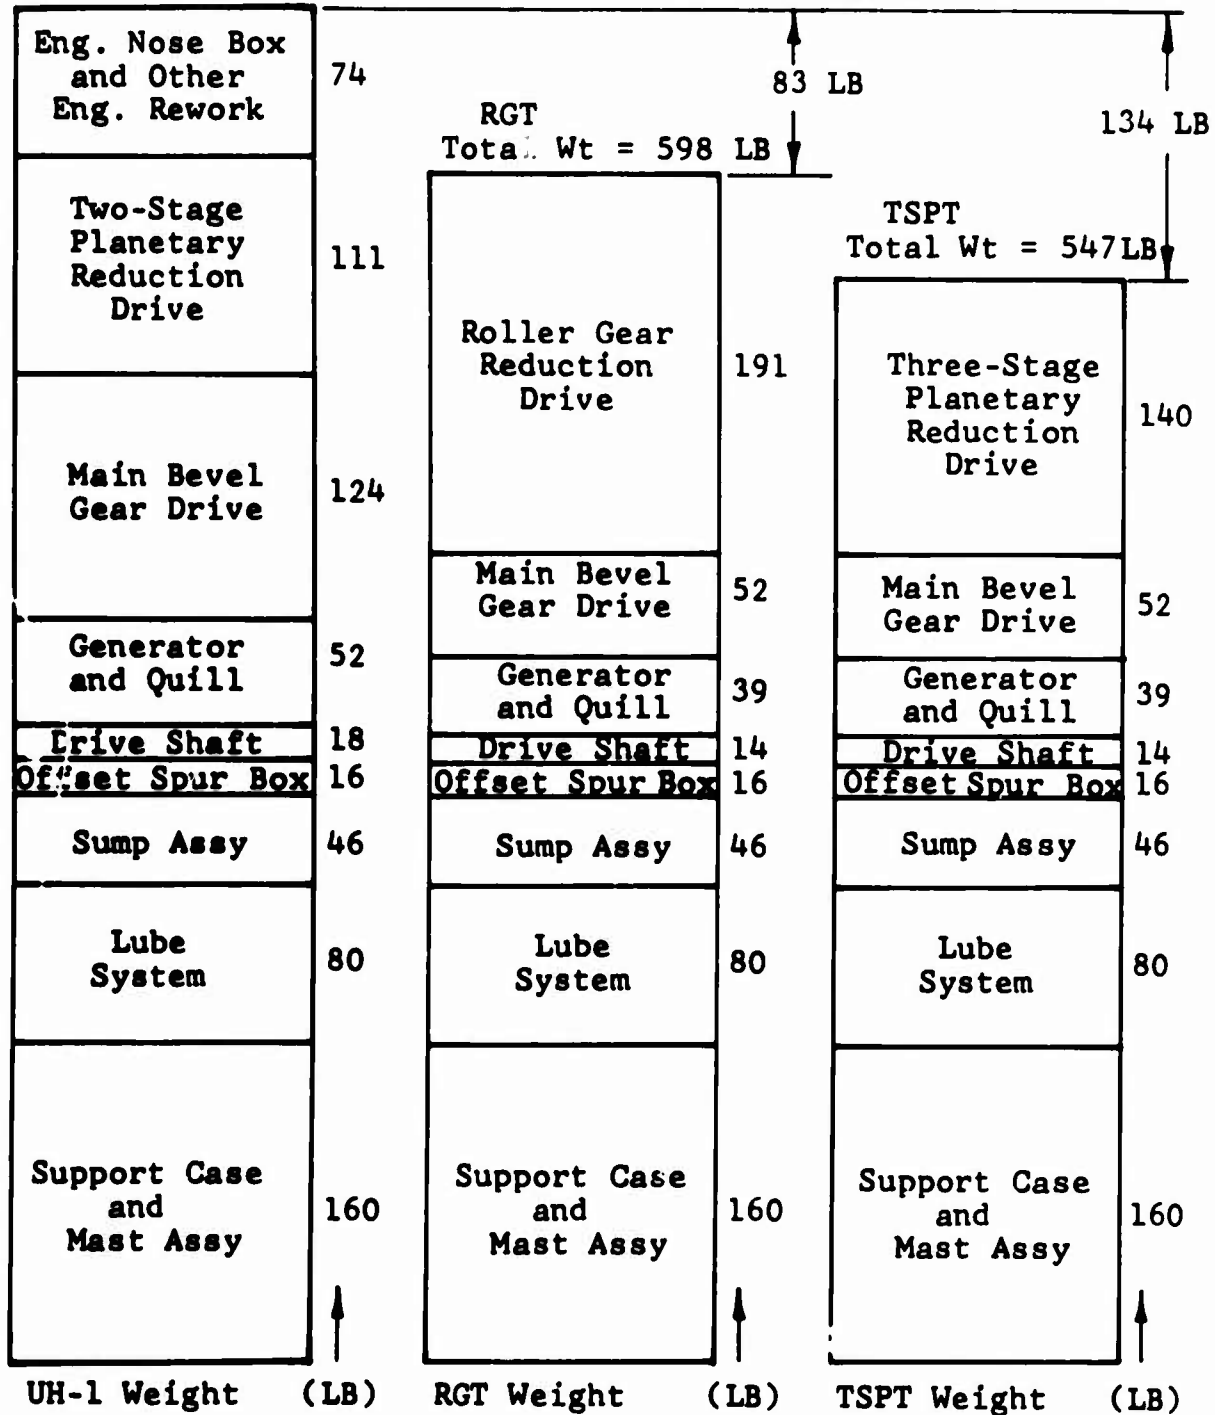 Eng. Nose Box
and Other
Eng. Rework
74
Two-Stage
Planetary
Reduction
Drive
111
Main Bevel
Gear Drive
124
Generator
and Quill
52
Drive Shaft
18
Offset Spur Box
16
Sump Assy
46
Lube
System
80
Support Case
and
Mast Assy
160
UH-1 Weight (LB)
83 LB
RGT
Total Wt = 598 LB
Roller Gear
Reduction
Drive
191
Main Bevel
Gear Drive
52
Generator
and Quill
39
Drive Shaft
14
Offset Spur Box
16
Sump Assy
46
Lube
System
80
Support Case
and
Mast Assy
160
RGT Weight (LB)
134 LB
TSPT
Total Wt = 547LB
Three-Stage
Planetary
Reduction
Drive
140
Main Bevel
Gear Drive
52
Generator
and Quill
39
Drive Shaft
14
Offset Spur Box
16
Sump Assy
46
Lube
System
80
Support Case
and
Mast Assy
160
TSPT Weight (LB)